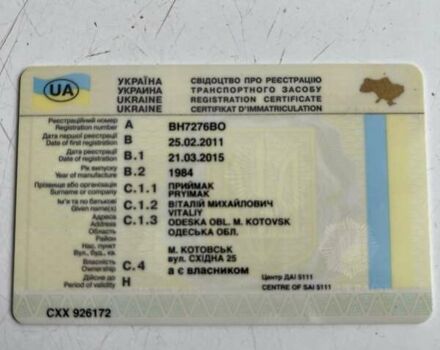 UA
УКРАЇНА СВІДОЦТВО ПРО РЕЄСТРАЦІЮ
УКРАИНА ТРАНСПОРТНОГО ЗАСОБУ
UKRAINE REGISTRATION CERTIFICATE
UKRAINE CERTIFIKAT D'IMMATRICULATION
Реєстраційний номер
Registration number A BH7276BO
Дата першої реєстрації
Date of first registration B 25.02.2011
Дата реєстрації
Date of registration B.1 21.03.2015
Рік випуску
Year of manufacture B.2 1984
Прізвище або організація C.1.1 ПРИЙМАК
Surname or company PRYIMAK
Ім'я та по батькові C.1.2 ВІТАЛІЙ МИХАЙЛОВИЧ
Given name(s) VITALIY
Адреса C.1.3 ODESKA OBL. M KOTOVSK
Address ОДЕСЬКА ОБЛ.
Область
Район
Нас. пункт М. КОТОВСЬК
Вул., буд., кв. вул. СХІДНА 25
Власність
Ownership C.4 а є власником
Дійсне до Центр ДАІ 5111
Period of validity H CENTRE OF SAI 5111
CXX 926172